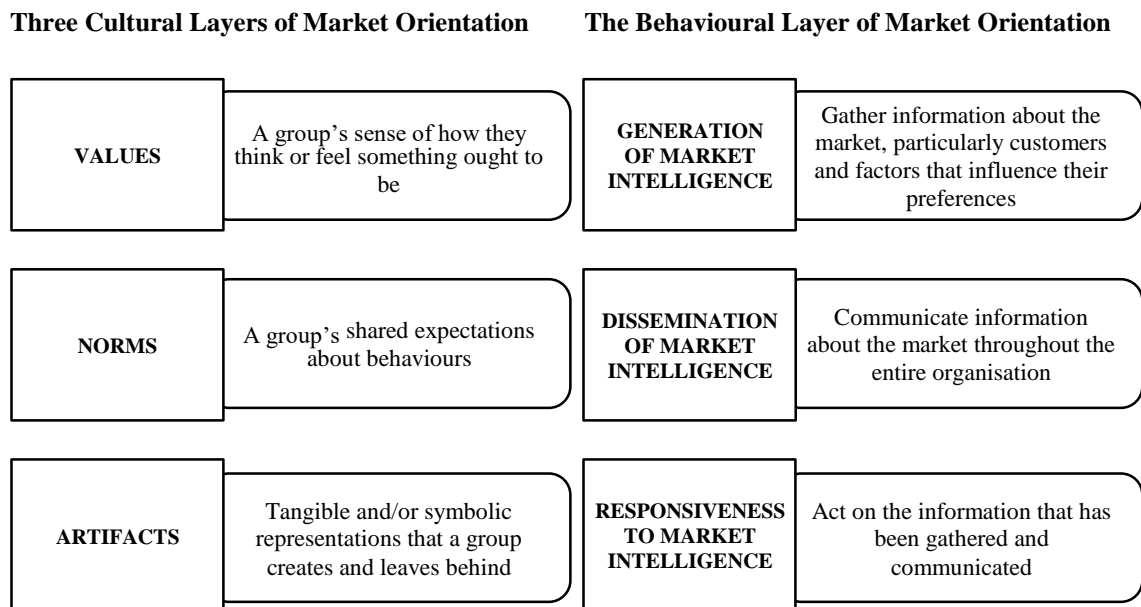 Three Cultural Layers of Market Orientation
VALUES
A group's sense of how they
think or feel something ought to
be
NORMS
A group's shared expectations
about behaviours
ARTIFACTS
Tangible and/or symbolic
representations that a group
creates and leaves behind
The Behavioural Layer of Market Orientation
GENERATION
OF MARKET
INTELLIGENCE
Gather information about the
market, particularly customers
and factors that influence their
preferences
DISSEMINATION
OF MARKET
INTELLIGENCE
Communicate information
about the market throughout the
entire organisation
RESPONSIVENESS
TO MARKET
INTELLIGENCE
Act on the information that has
been gathered and
communicated